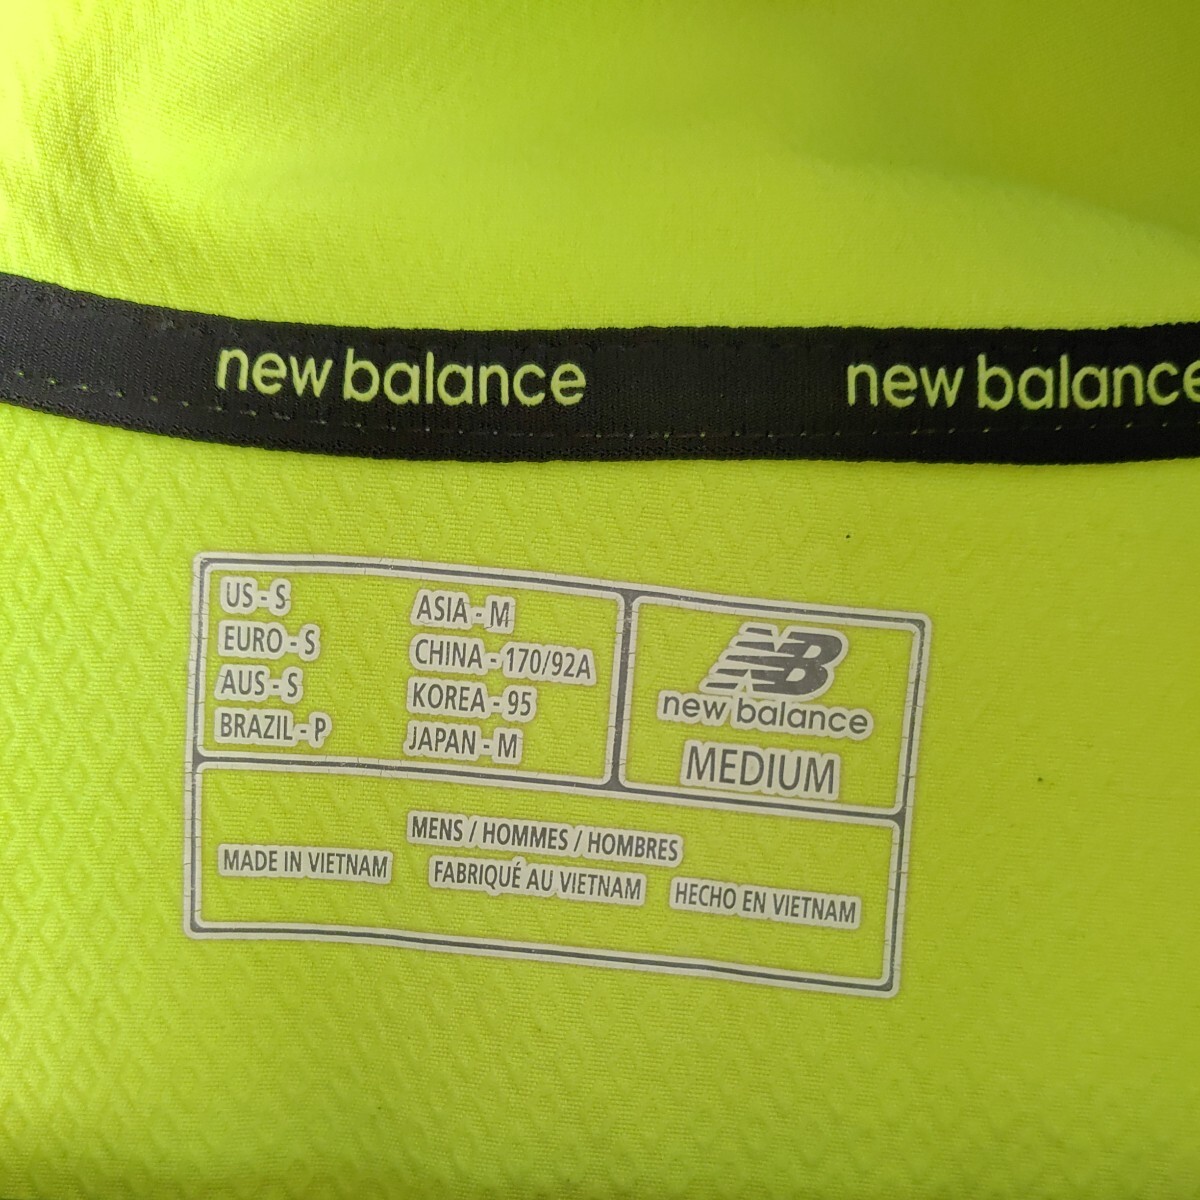 new balance new balance
US - S
EURO - S
AUS - S
BRAZIL - P
ASIA - M
CHINA - 170/92A
KOREA - 95
JAPAN - M
NB
new balance
MEDIUM
MENS / HOMMES / HOMBRES
MADE IN VIETNAM FABRIQUÉ AU VIETNAM HECHO EN VIETNAM